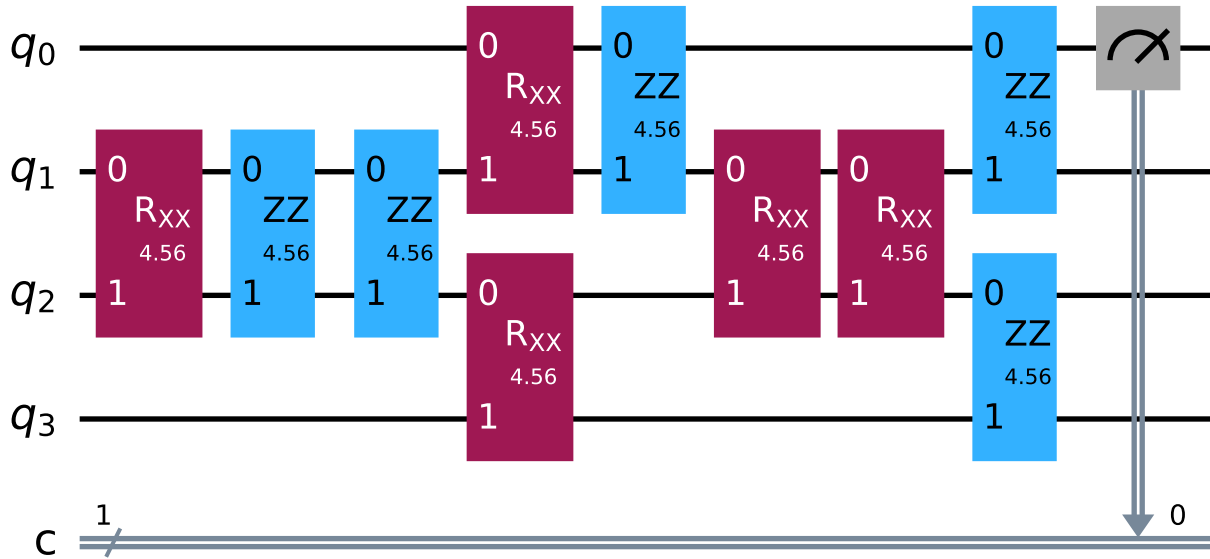 q0 0 0 0
RXX ZZ ZZ
4.56 4.56 4.56
q1 0 0 0 1 1 0 0 1
RXX ZZ ZZ RXX RXX
4.56 4.56 4.56 4.56 4.56
q2 1 1 1 0 1 1 0
RXX ZZ
4.56 4.56
q3 1 1
1 0
c